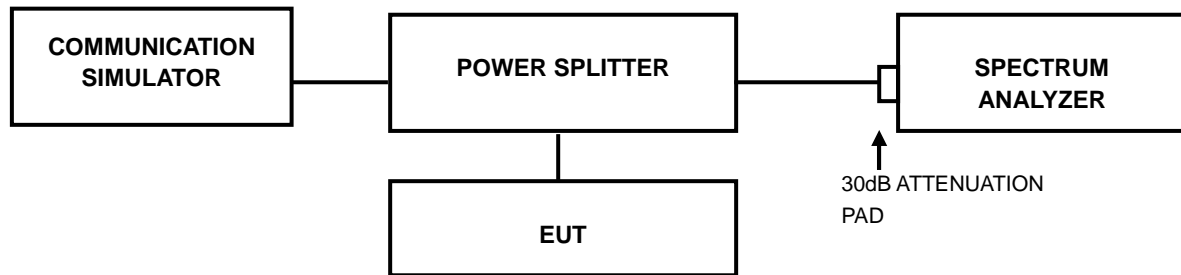 COMMUNICATION
SIMULATOR
POWER SPLITTER
SPECTRUM
ANALYZER
30dB ATTENUATION
PAD
EUT